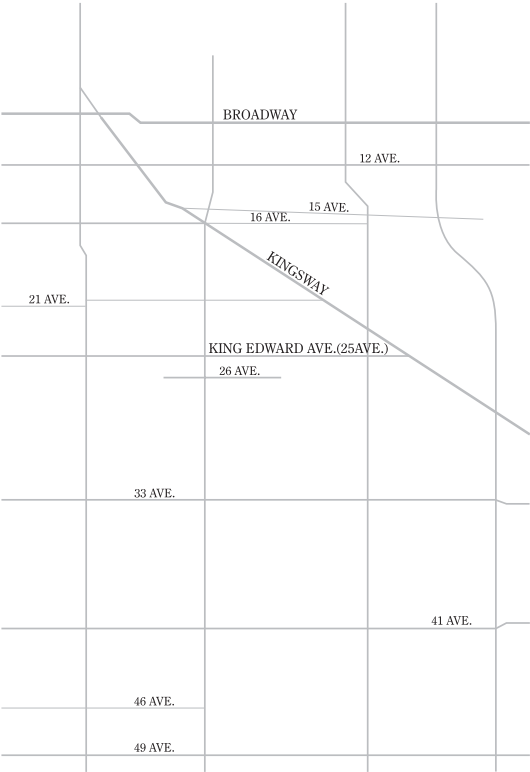 BROADWAY
12 AVE.
15 AVE.
16 AVE.
KINGSWAY
21 AVE.
KING EDWARD AVE.(25AVE.)
26 AVE.
33 AVE.
41 AVE.
46 AVE.
49 AVE.